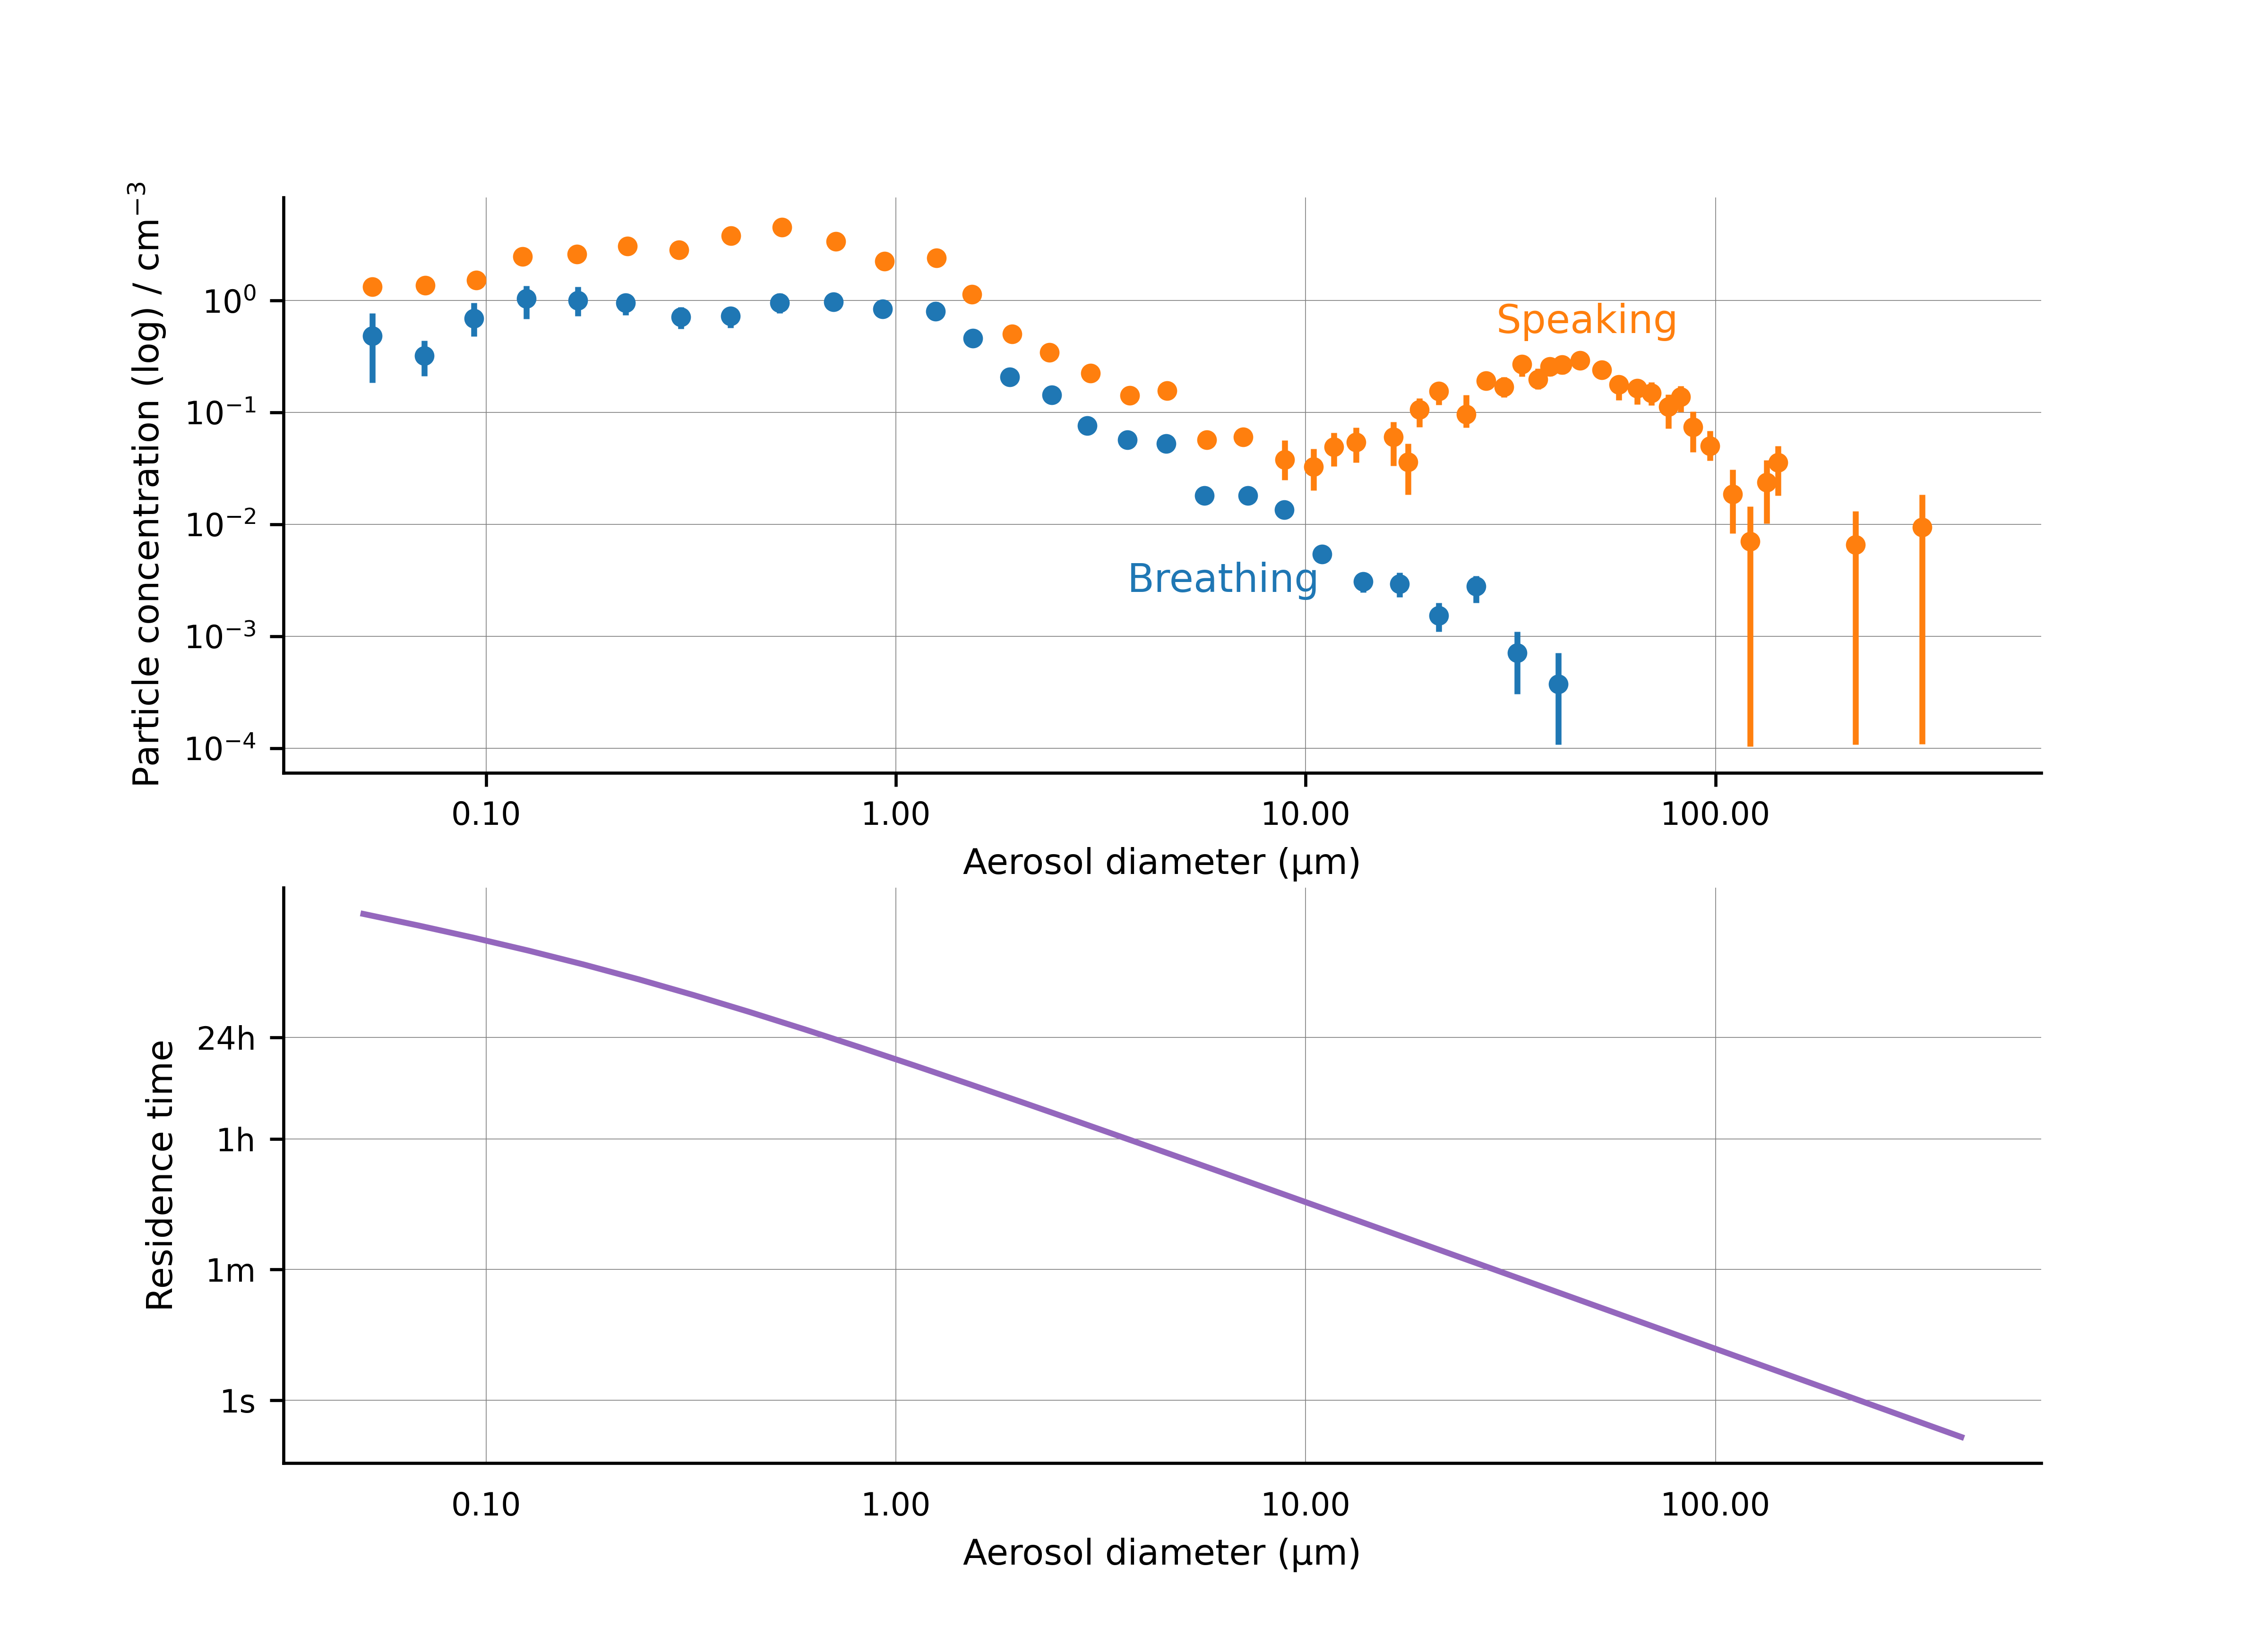 Particle concentration (log) / cm⁻³
10⁰
10⁻¹
10⁻²
10⁻³
10⁻⁴
Speaking
Breathing
0.10 1.00 10.00 100.00
Aerosol diameter (μm)
Residence time
24h
1h
1m
1s
0.10 1.00 10.00 100.00
Aerosol diameter (μm)